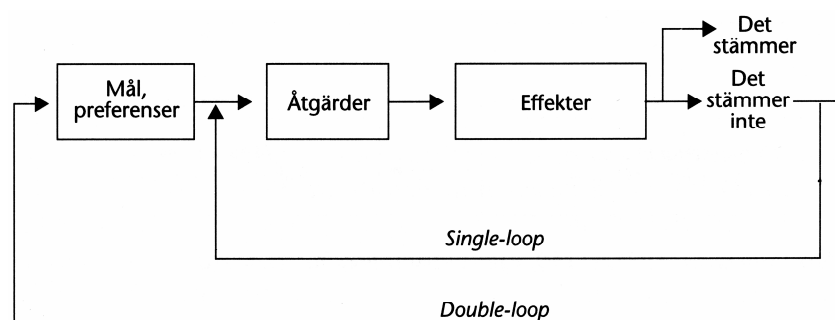 Mål,
preferenser
Åtgärder
Effekter
Det
stämmer
Det
stämmer
inte
Single-loop
Double-loop